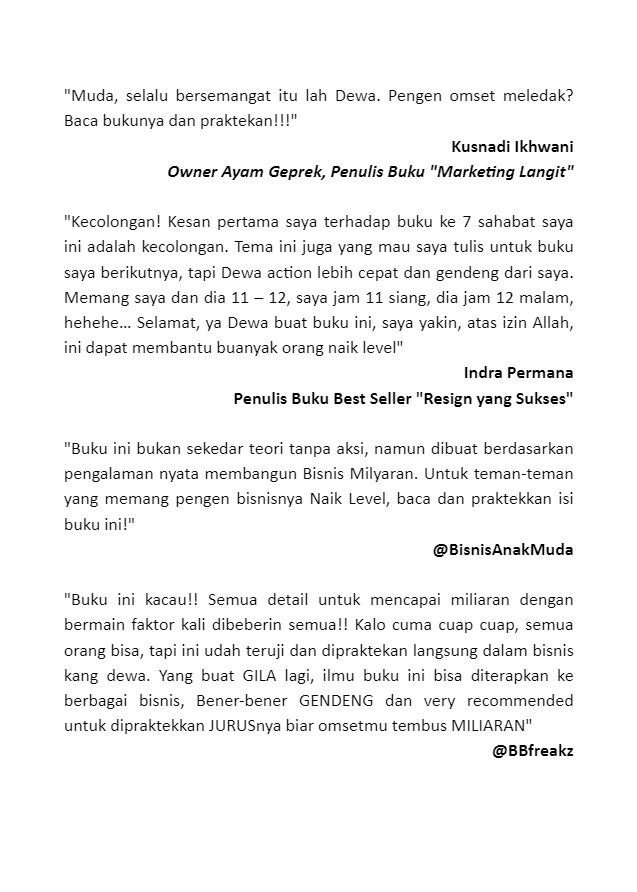 "Muda, selalu bersemangat itu lah Dewa. Pengen omset meledak?
Baca bukunya dan praktekan!!!"
Kusnadi Ikhwani
Owner Ayam Geprek, Penulis Buku "Marketing Langit"
"Kecolongan! Kesan pertama saya terhadap buku ke 7 sahabat saya
ini adalah kecolongan. Tema ini juga yang mau saya tulis untuk buku
saya berikutnya, tapi Dewa action lebih cepat dan gendeng dari saya.
Memang saya dan dia 11 – 12, saya jam 11 siang, dia jam 12 malam,
hehehe... Selamat, ya Dewa buat buku ini, saya yakin, atas izin Allah,
ini dapat membantu buanyak orang naik level"
Indra Permana
Penulis Buku Best Seller "Resign yang Sukses"
"Buku ini bukan sekedar teori tanpa aksi, namun dibuat berdasarkan
pengalaman nyata membangun Bisnis Milyaran. Untuk teman-teman
yang memang pengen bisnisnya Naik Level, baca dan praktekkan isi
buku ini!"
@BisnisAnakMuda
"Buku ini kacau!! Semua detail untuk mencapai miliaran dengan
bermain faktor kali dibeberin semua!! Kalo cuma cuap cuap, semua
orang bisa, tapi ini udah teruji dan dipraktekan langsung dalam bisnis
kang dewa. Yang buat GILA lagi, ilmu buku ini bisa diterapkan ke
berbagai bisnis, Bener-bener GENDENG dan very recommended
untuk dipraktekkan JURUSnya biar omsetmu tembus MILIARAN"
@BBfreakz